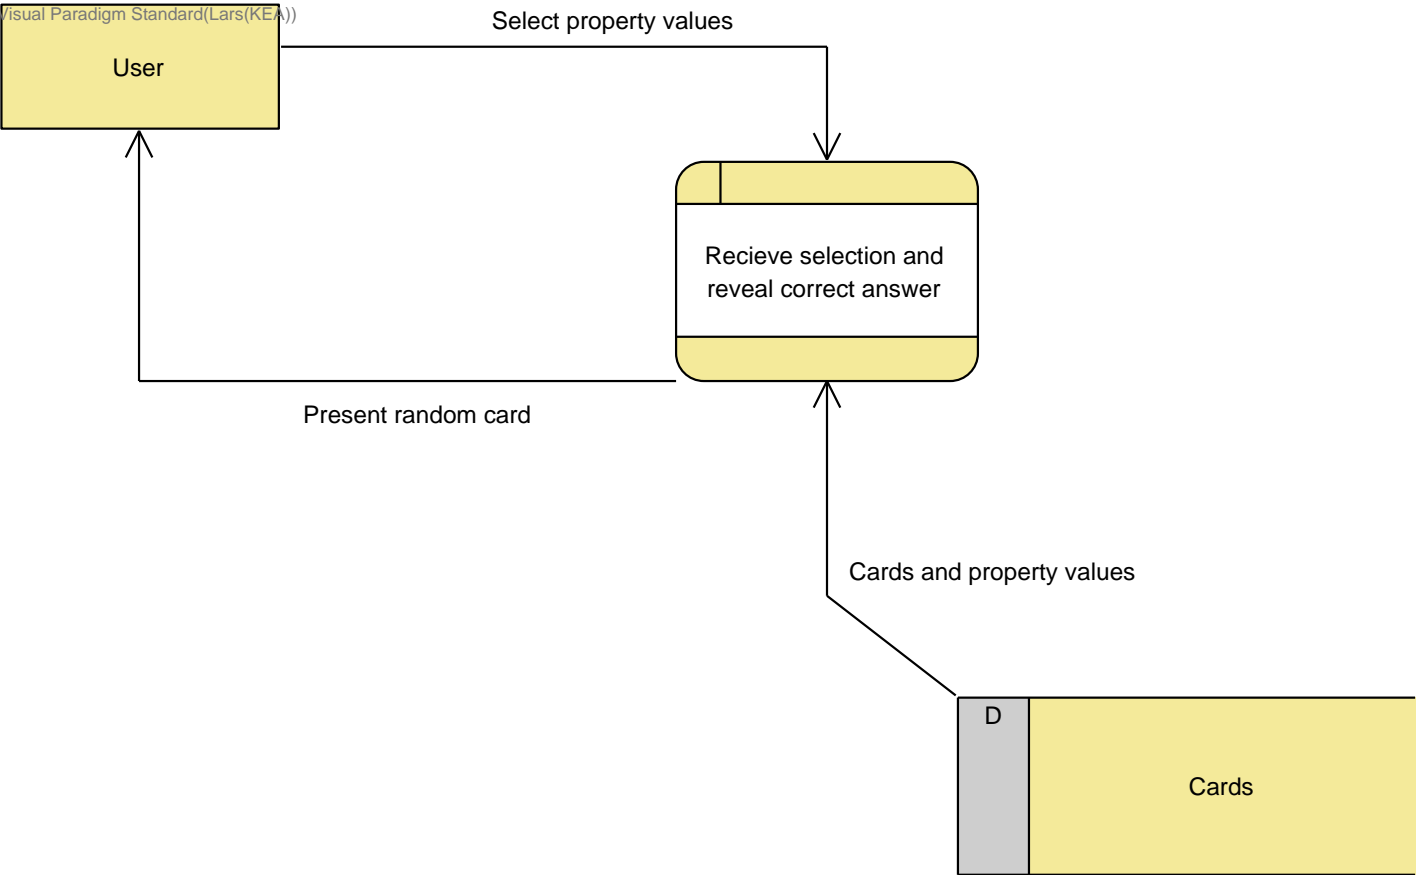 Visual Paradigm Standard(Lars(KEA))
Select property values
User
Recieve selection and
reveal correct answer
Present random card
Cards and property values
D
Cards